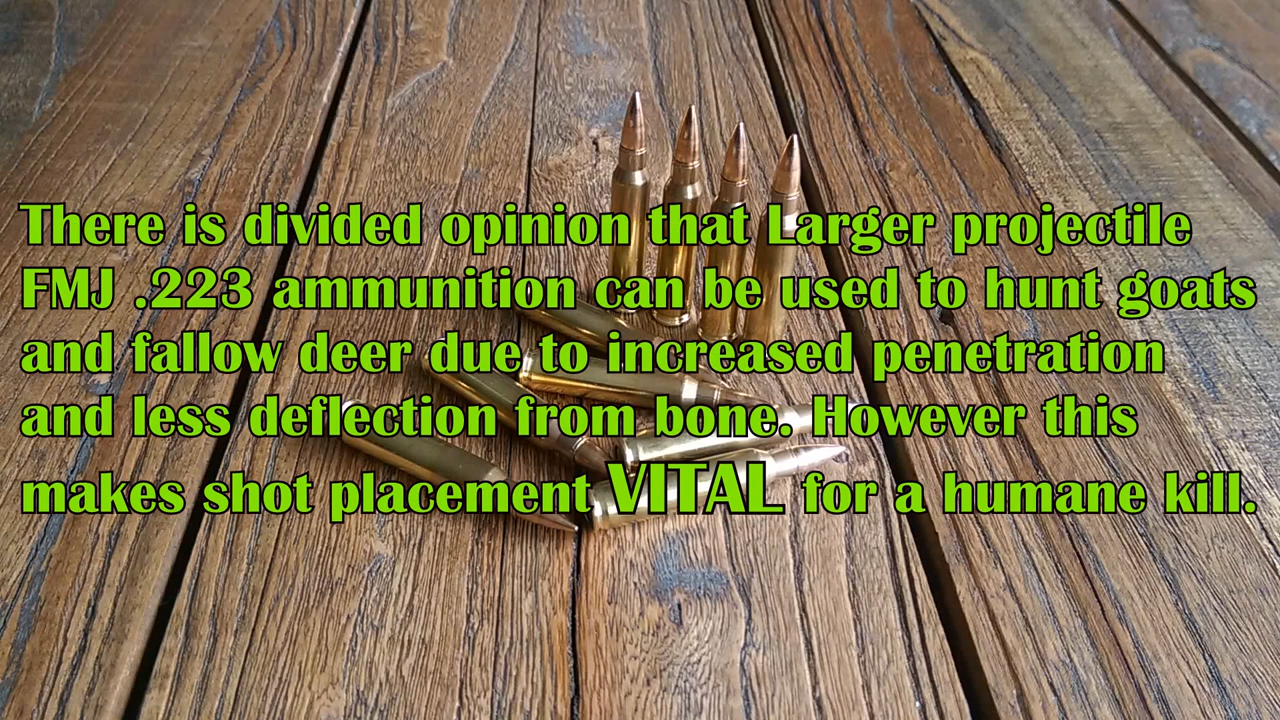 There is divided opinion that Larger projectile
FMJ .223 ammunition can be used to hunt goats
and fallow deer due to increased penetration
and less deflection from bone. However this
makes shot placement VITAL for a humane kill.